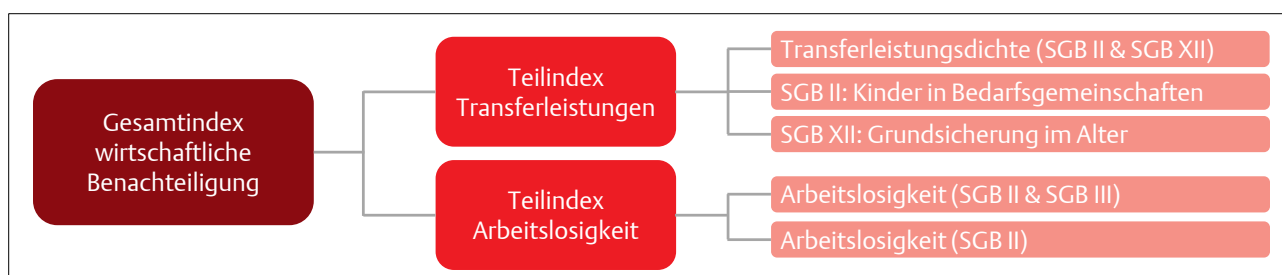 Gesamtindex
wirtschaftliche
Benachteiligung
Teilindex
Transferleistungen
Transferleistungsdichte (SGB II & SGB XII)
SGB II: Kinder in Bedarfsgemeinschaften
SGB XII: Grundsicherung im Alter
Teilindex
Arbeitslosigkeit
Arbeitslosigkeit (SGB II & SGB III)
Arbeitslosigkeit (SGB II)